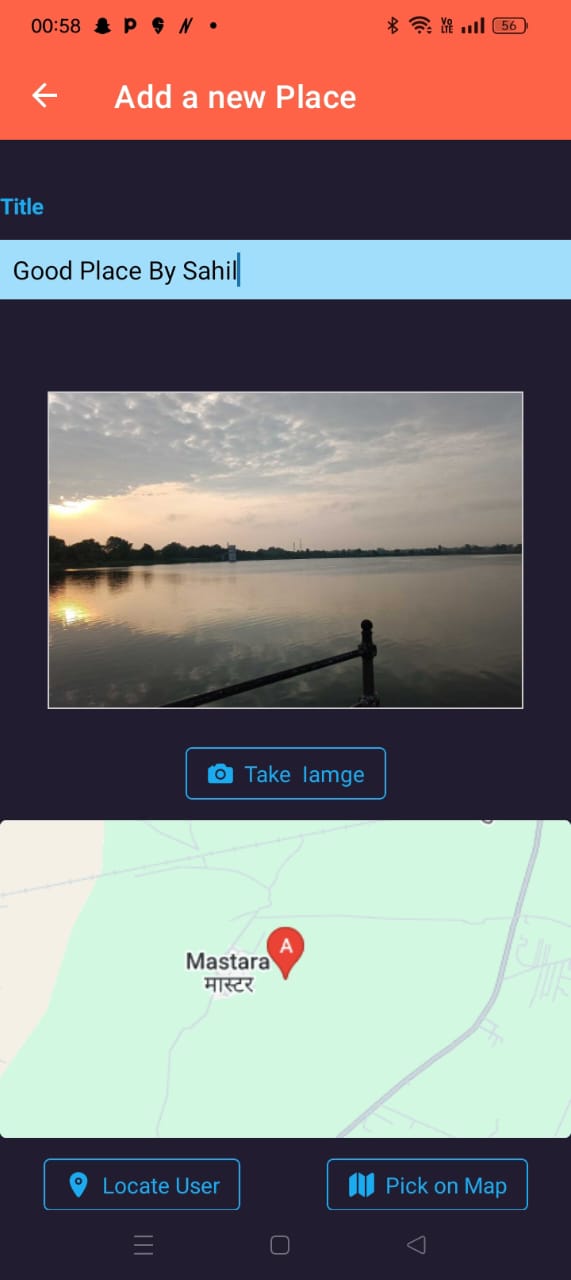 00:58
Vo LTE
56
Add a new Place
Title
Good Place By Sahil
Take Iamge
A
Mastara
मास्टर
Locate User
Pick on Map